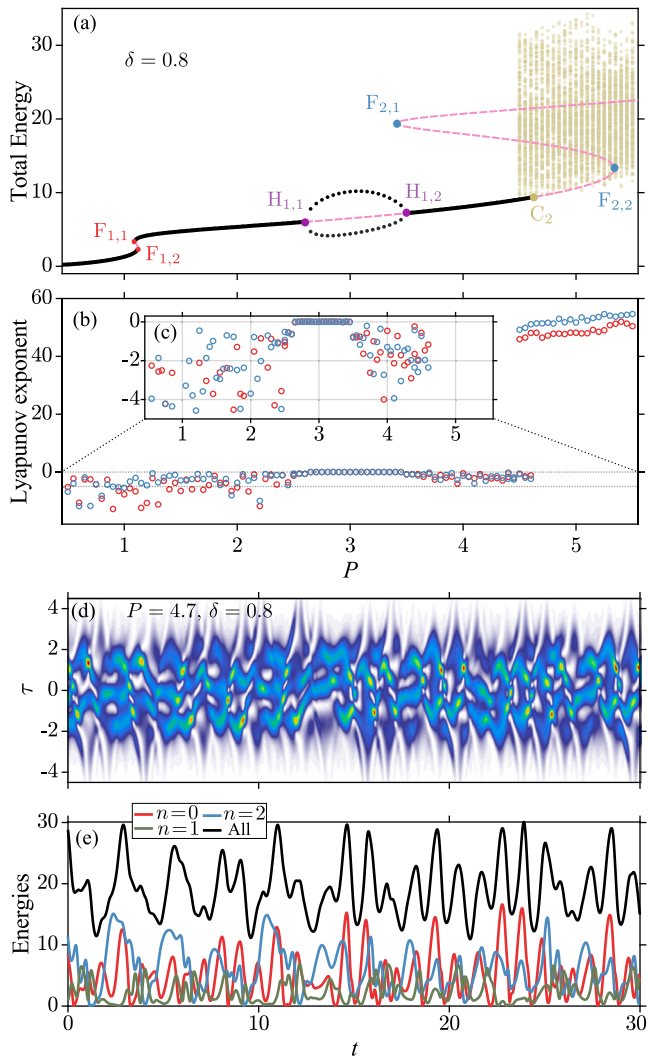 (a)
δ = 0.8
Total Energy
30
20
10
0
F1,1
F1,2
H1,1
H1,2
F2,1
F2,2
C2
(b)
Lyapunov exponent
60
40
20
0
(c)
0
−2
−4
1 2 3 4 5
1 2 3 4 5
P
(d)
P = 4.7, δ = 0.8
τ
4
2
0
-2
-4
(e)
n=0 n=2
n=1 All
Energies
30
20
10
0
0 10 20 30
t